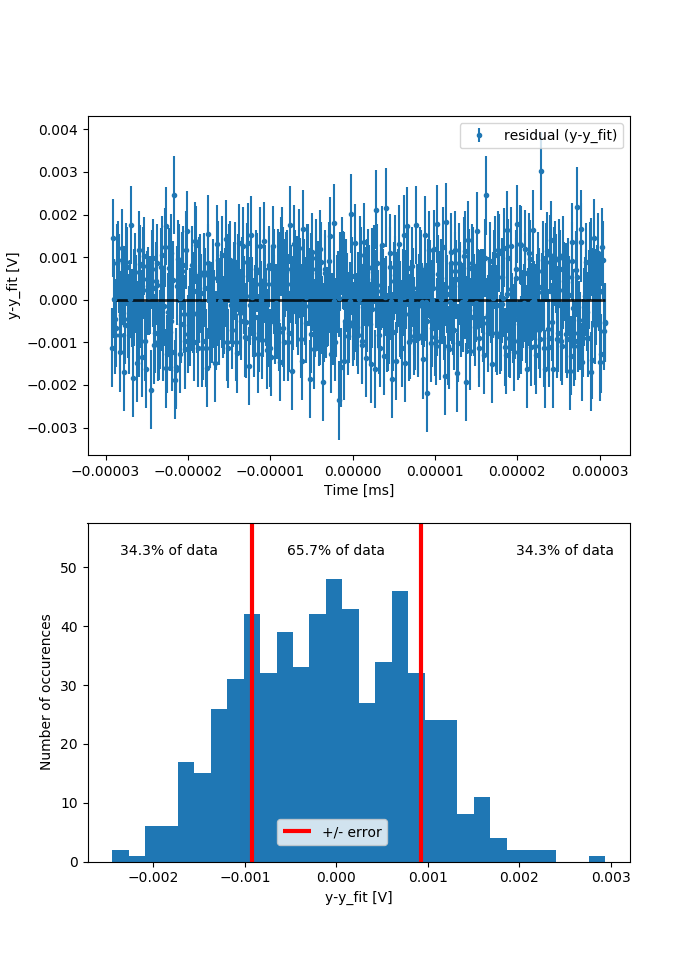 0.004
0.003
0.002
0.001
0.000
−0.001
−0.002
−0.003
y-y_fit [V]
residual (y-y_fit)
−0.00003 −0.00002 −0.00001 0.00000 0.00001 0.00002 0.00003
Time [ms]
34.3% of data 65.7% of data 34.3% of data
50
40
30
20
10
0
Number of occurences
+/- error
−0.002 −0.001 0.000 0.001 0.002 0.003
y-y_fit [V]